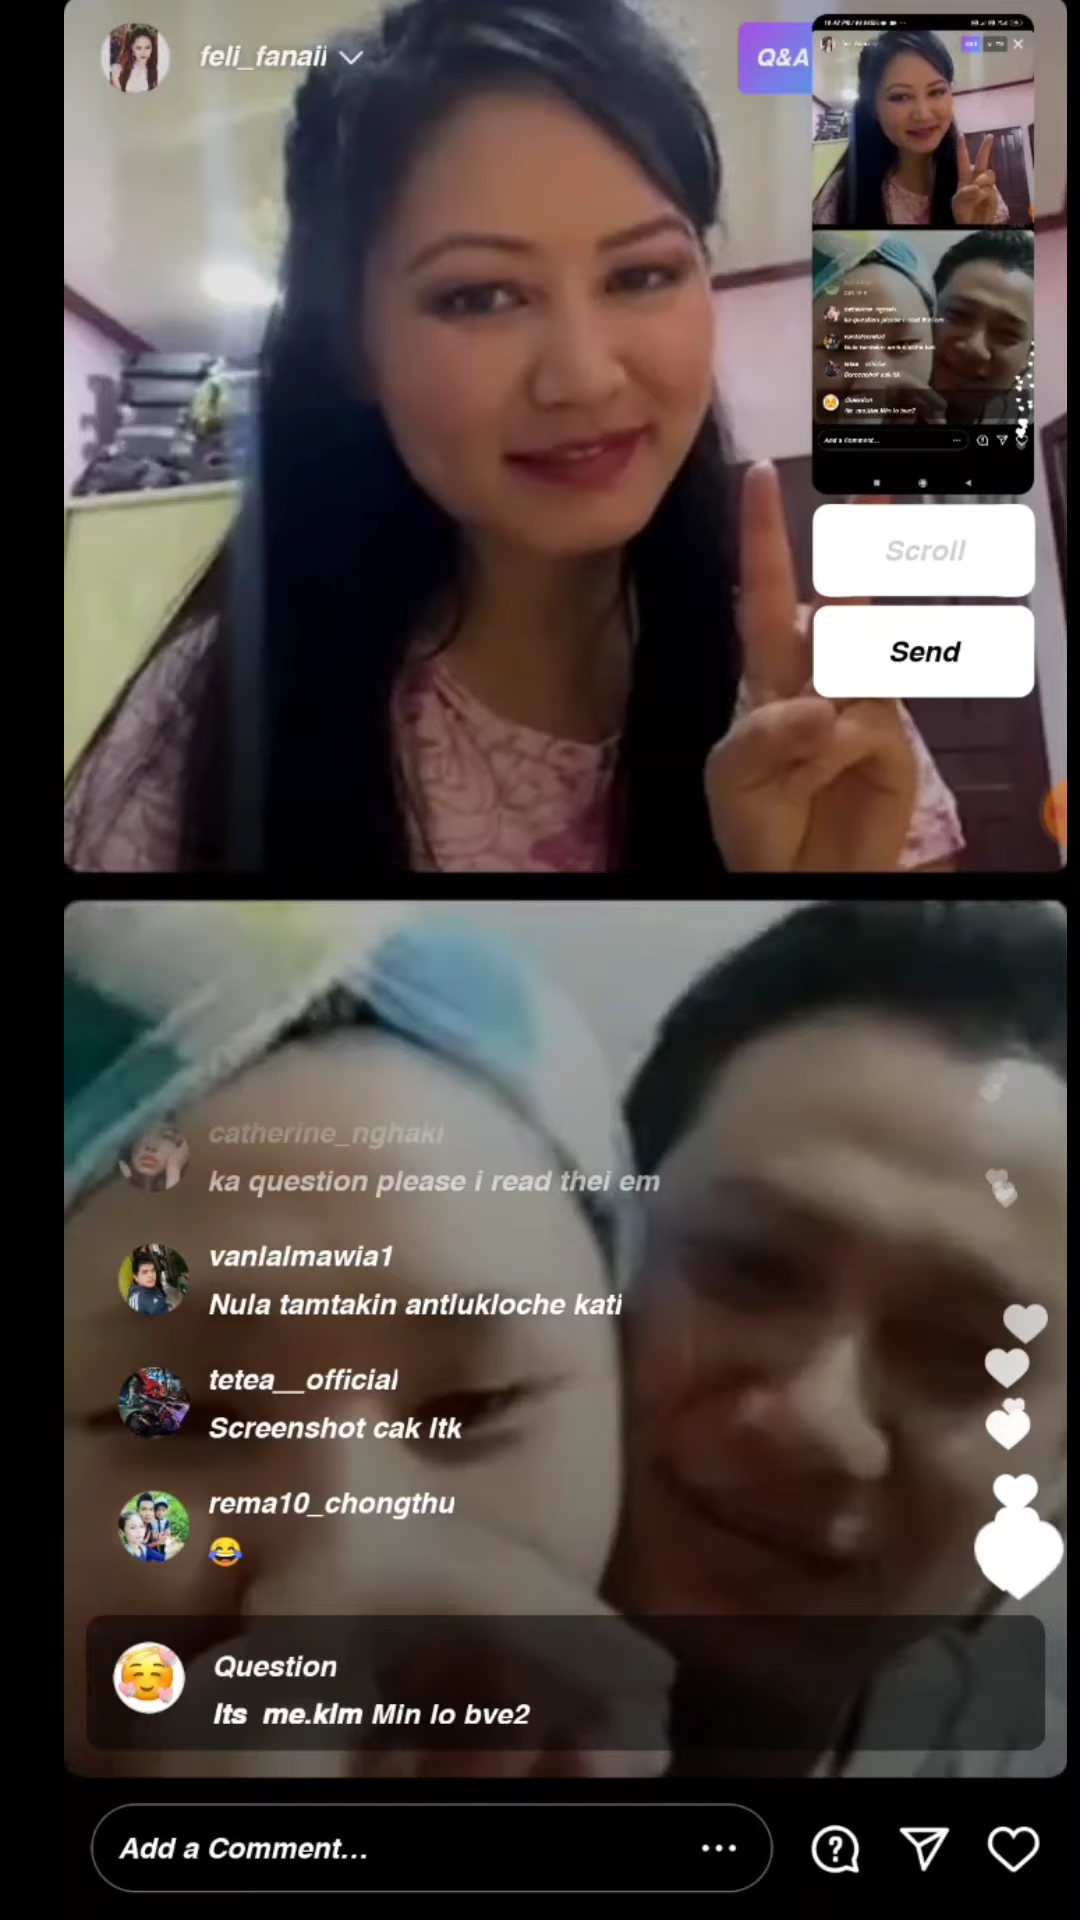 feli_fanaii
Q&A
Scroll
Send
catherine_nghaki
ka question please i read thei em
vanlalmawia1
Nula tamtakin antlukloche kati
tetea__official
Screenshot cak ltk
rema10_chongthu
😂
Question
Its me.klm Min lo bve2
Add a Comment...